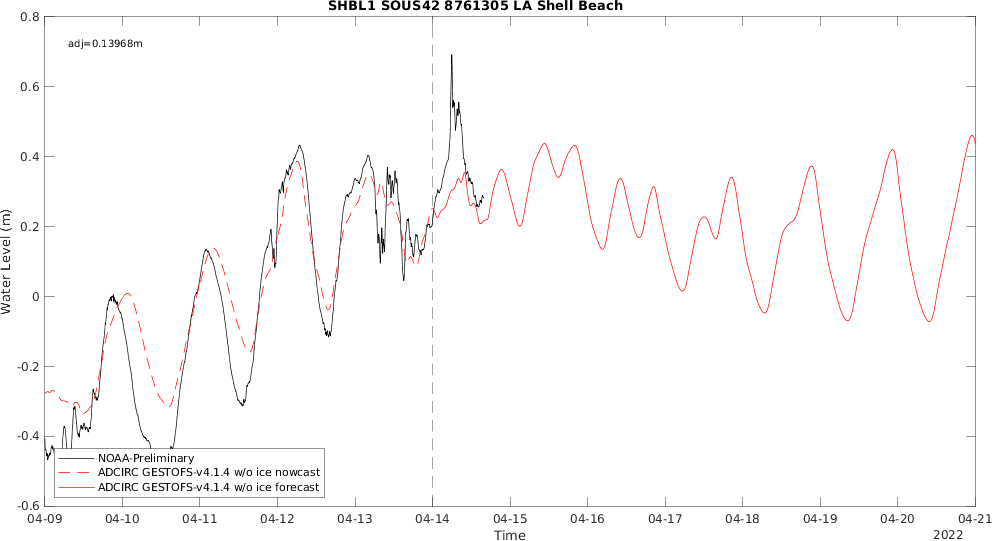 SHBL1 SOUS42 8761305 LA Shell Beach
adj=0.13968m
0.8
0.6
0.4
0.2
0
-0.2
-0.4
-0.6
Water Level (m)
NOAA-Preliminary
ADCIRC GESTOFS-v4.1.4 w/o ice nowcast
ADCIRC GESTOFS-v4.1.4 w/o ice forecast
04-09 04-10 04-11 04-12 04-13 04-14 04-15 04-16 04-17 04-18 04-19 04-20 04-21
Time
2022